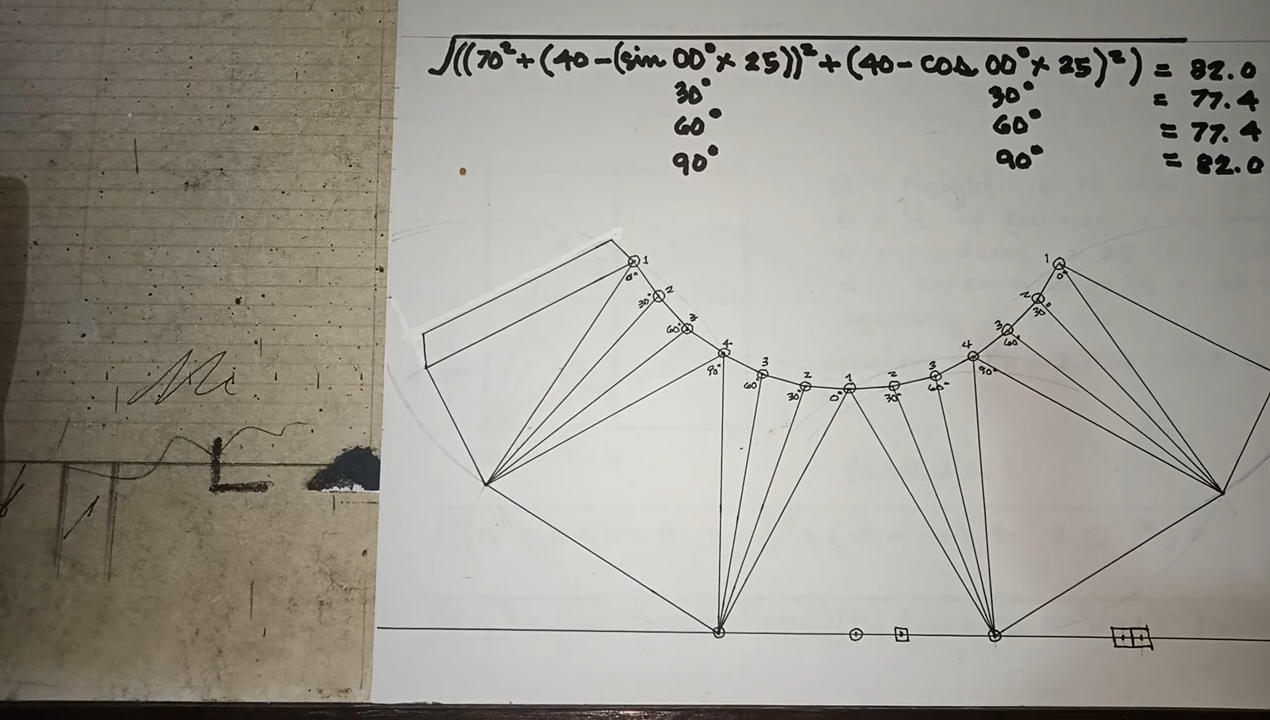 √((70²+(40-(sin 00°×25))²+(40-cos 00°×25)²) = 82.0
30° 30° = 77.4
60° 60° = 77.4
90° 90° = 82.0
1 0° 1 0°
30° 2 2 30°
60° 3 3 60°
4 90° 4 90°
60° 3 3 60°
30° 2 2 30°
0° 1